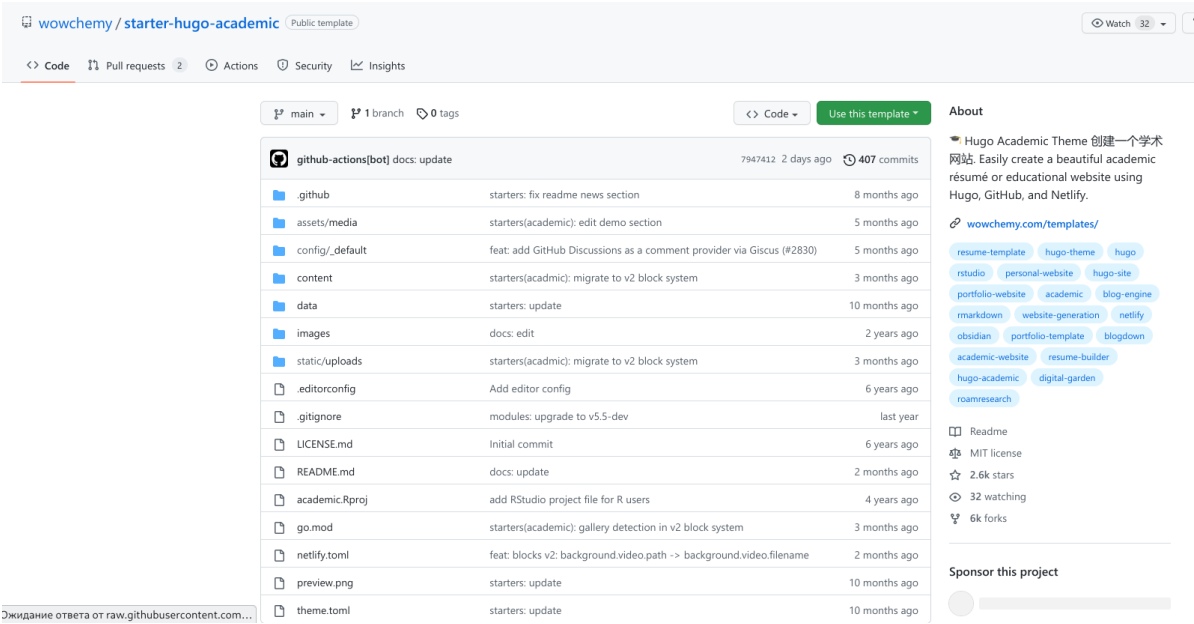 wowchemy / starter-hugo-academic Public template
Watch 32
Code Pull requests 2 Actions Security Insights
main 1 branch 0 tags Code Use this template
github-actions[bot] docs: update 7947412 2 days ago 407 commits
.github starters: fix readme news section 8 months ago
assets/media starters(academic): edit demo section 5 months ago
config/_default feat: add GitHub Discussions as a comment provider via Giscus (#2830) 5 months ago
content starters(acadmic): migrate to v2 block system 3 months ago
data starters: update 10 months ago
images docs: edit 2 years ago
static/uploads starters(acadmic): migrate to v2 block system 3 months ago
.editorconfig Add editor config 6 years ago
.gitignore modules: upgrade to v5.5-dev last year
LICENSE.md Initial commit 6 years ago
README.md docs: update 2 months ago
academic.Rproj add RStudio project file for R users 4 years ago
go.mod starters(academic): gallery detection in v2 block system 3 months ago
netlify.toml feat: blocks v2: background.video.path -> background.video.filename 2 months ago
preview.png starters: update 10 months ago
theme.toml starters: update 10 months ago
About
Hugo Academic Theme 创建一个学术
网站. Easily create a beautiful academic
résumé or educational website using
Hugo, GitHub, and Netlify.
wowchemy.com/templates/
resume-template hugo-theme hugo
rstudio personal-website hugo-site
portfolio-website academic blog-engine
rmarkdown website-generation netlify
obsidian portfolio-template blogdown
academic-website resume-builder
hugo-academic digital-garden
roamresearch
Readme
MIT license
2.6k stars
32 watching
6k forks
Sponsor this project
Ожидание ответа от raw.githubusercontent.com...